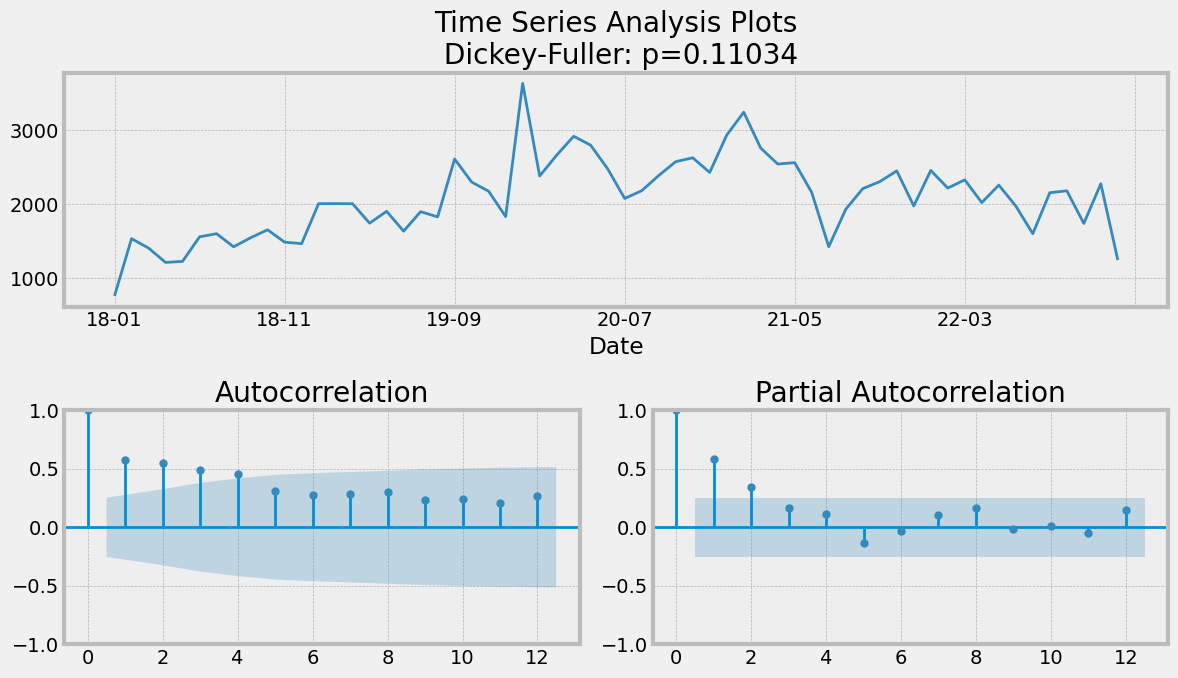 Time Series Analysis Plots
Dickey-Fuller: p=0.11034
3000
2000
1000
18-01 18-11 19-09 20-07 21-05 22-03
Date
Autocorrelation
1.0
0.5
0.0
−0.5
−1.0
0 2 4 6 8 10 12
Partial Autocorrelation
1.0
0.5
0.0
−0.5
−1.0
0 2 4 6 8 10 12